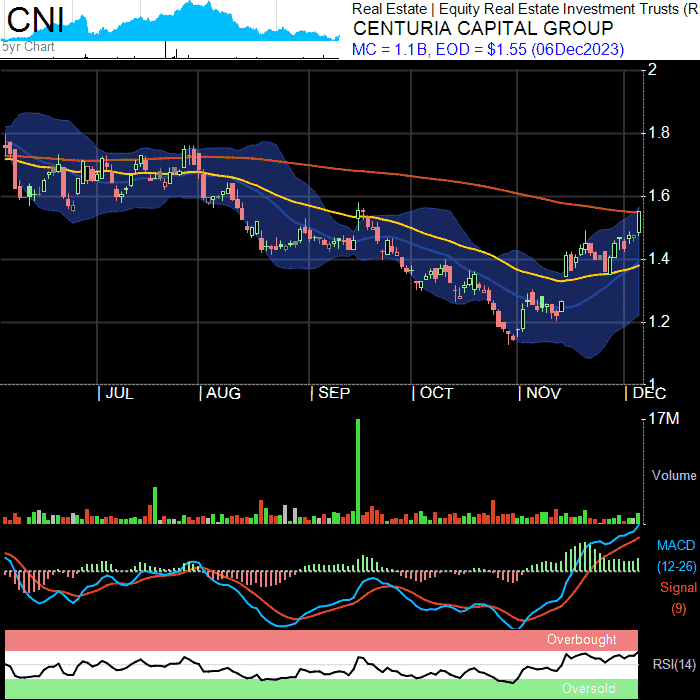 CNI
5yr Chart
Real Estate | Equity Real Estate Investment Trusts (R
CENTURIA CAPITAL GROUP
MC = 1.1B, EOD = $1.55 (06Dec2023)
2
1.8
1.6
1.4
1.2
1
| JUL | AUG | SEP | OCT | NOV | DEC
17M
Volume
MACD
(12-26)
Signal
(9)
Overbought
RSI(14)
Oversold